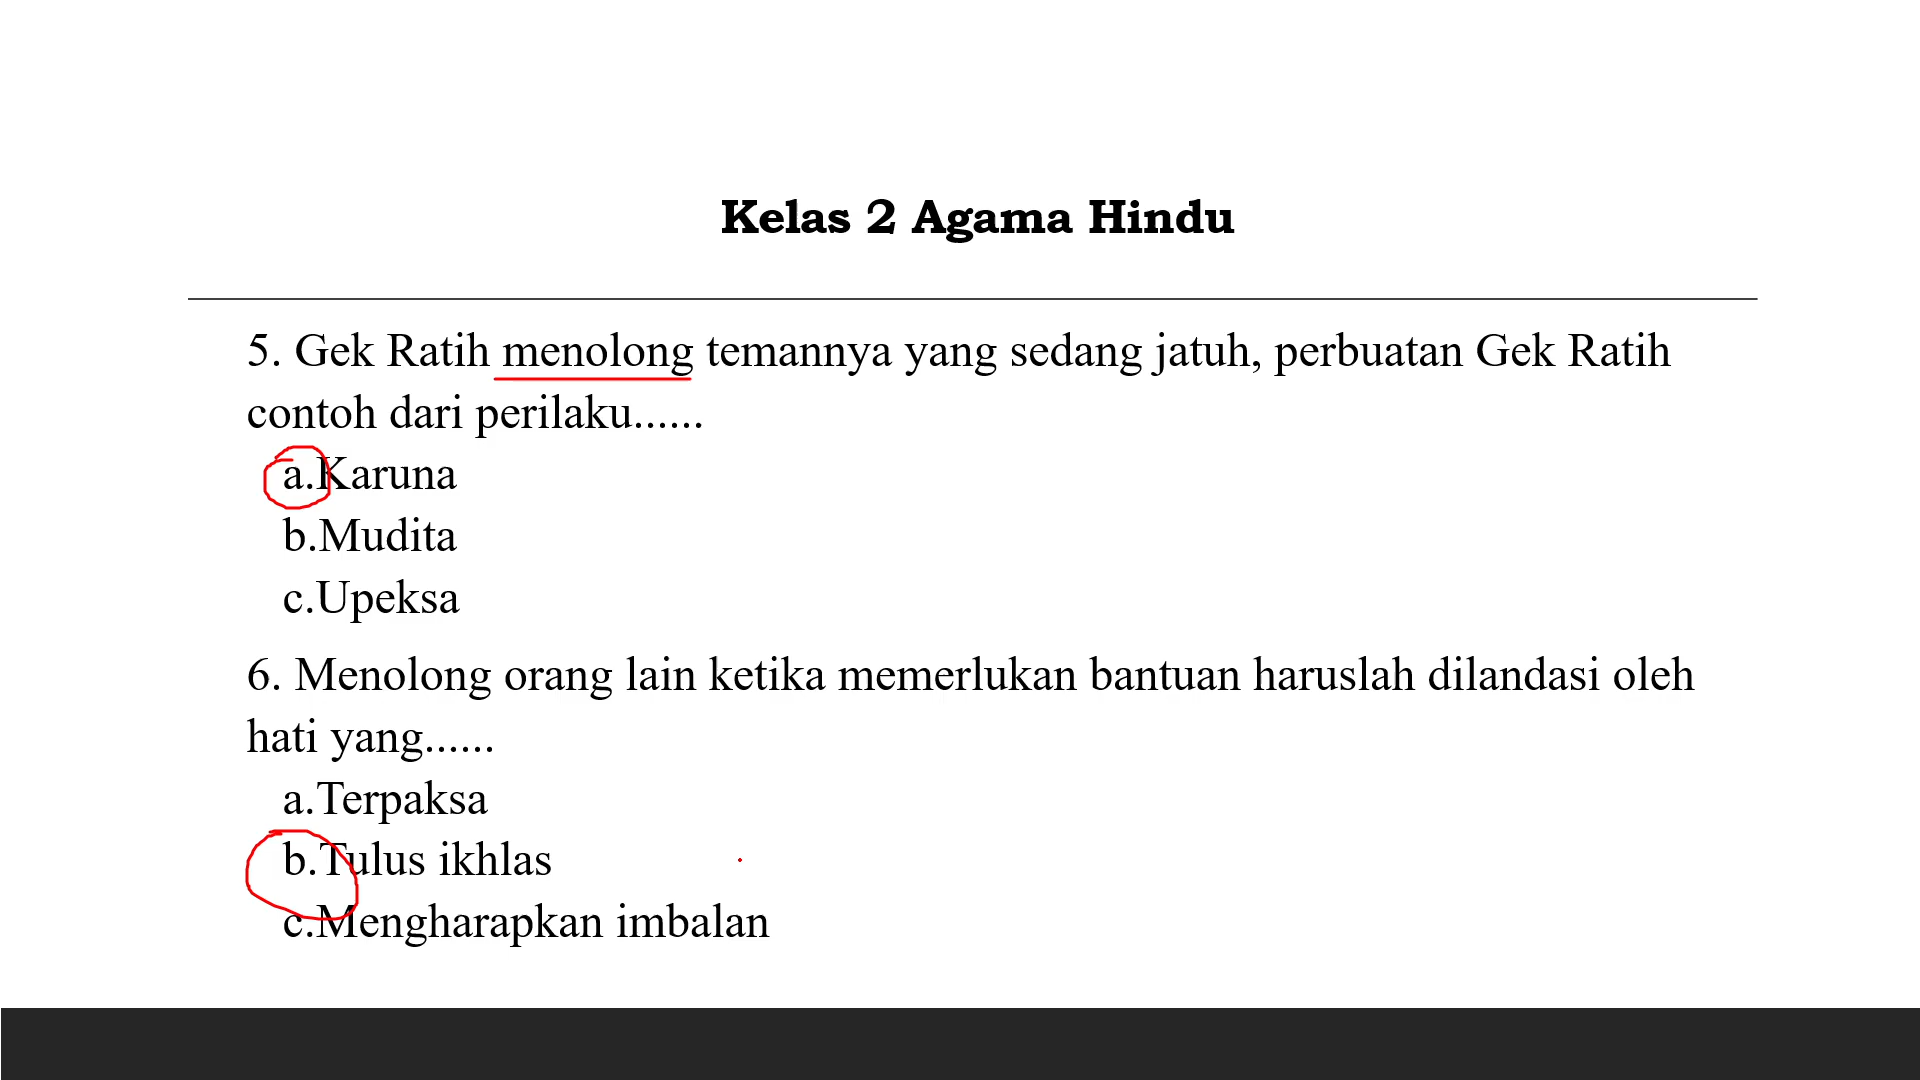 Kelas 2 Agama Hindu
5. Gek Ratih menolong temannya yang sedang jatuh, perbuatan Gek Ratih
contoh dari perilaku......
a.Karuna
b.Mudita
c.Upeksa
6. Menolong orang lain ketika memerlukan bantuan haruslah dilandasi oleh
hati yang......
a.Terpaksa
b.Tulus ikhlas
c.Mengharapkan imbalan